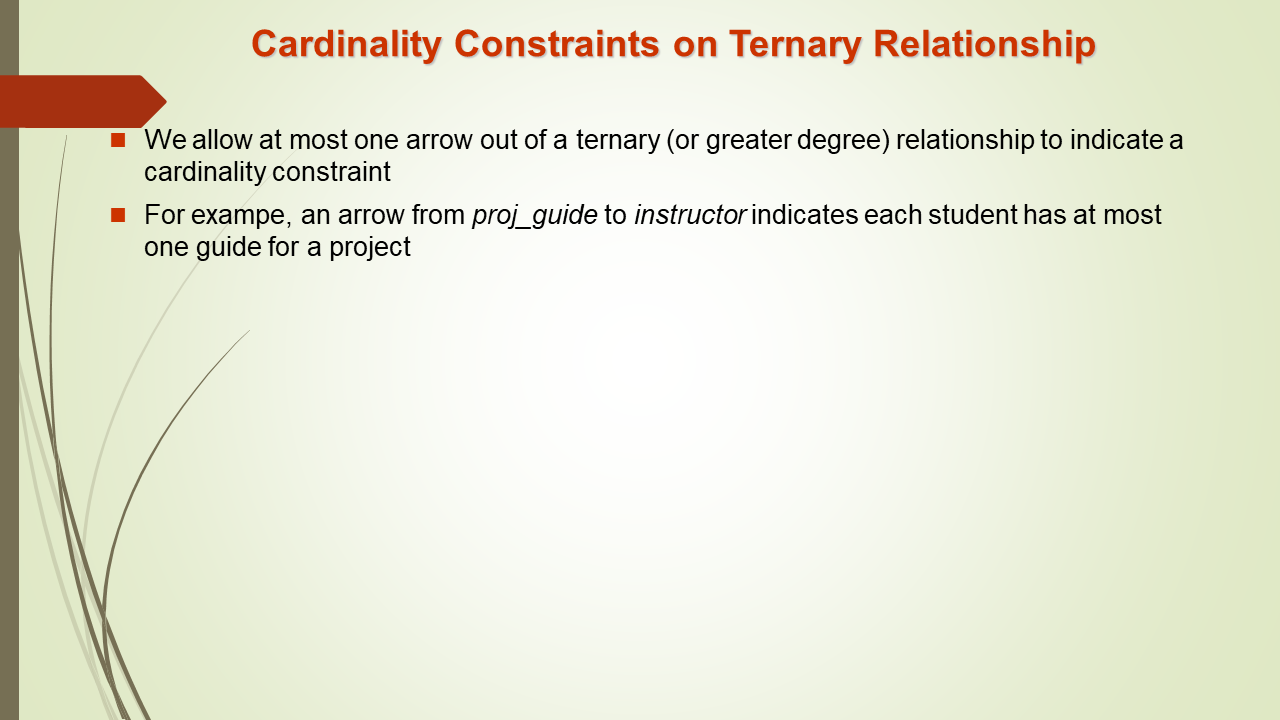 Cardinality Constraints on Ternary Relationship
We allow at most one arrow out of a ternary (or greater degree) relationship to indicate a
cardinality constraint
For exampe, an arrow from proj_guide to instructor indicates each student has at most
one guide for a project